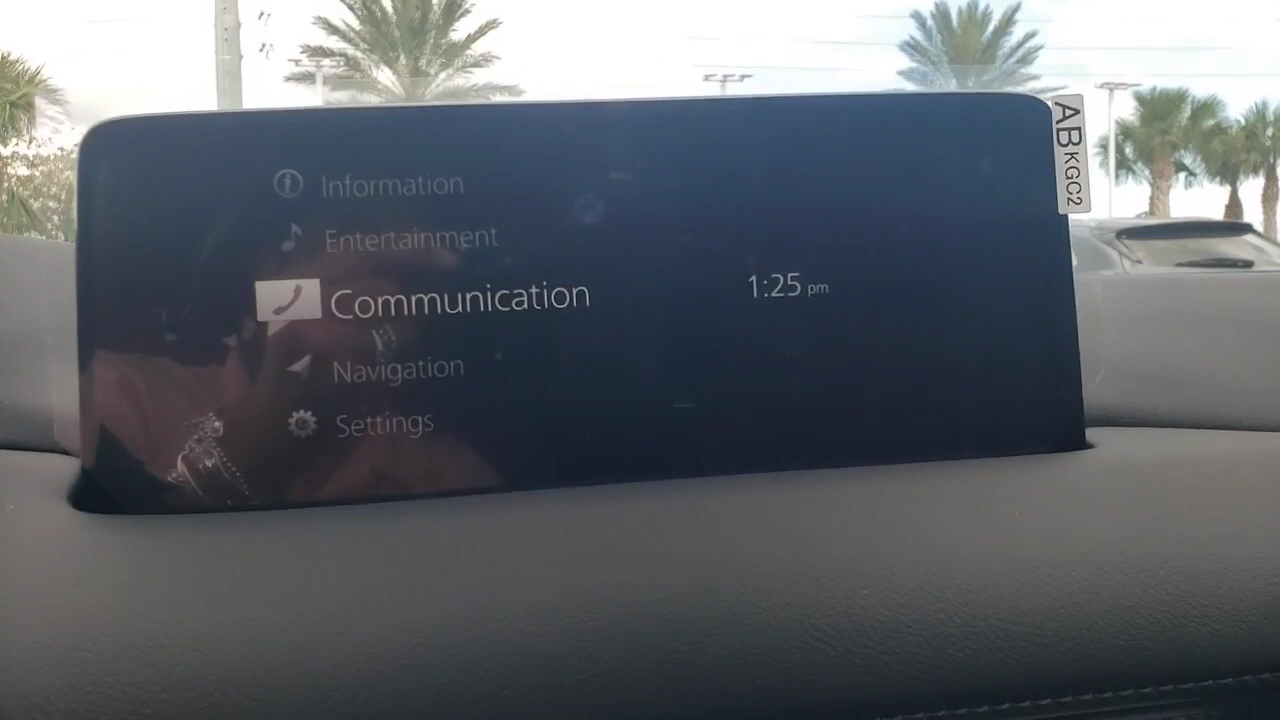 Information
Entertainment
Communication
1:25 pm
Navigation
Settings
AB KGC2